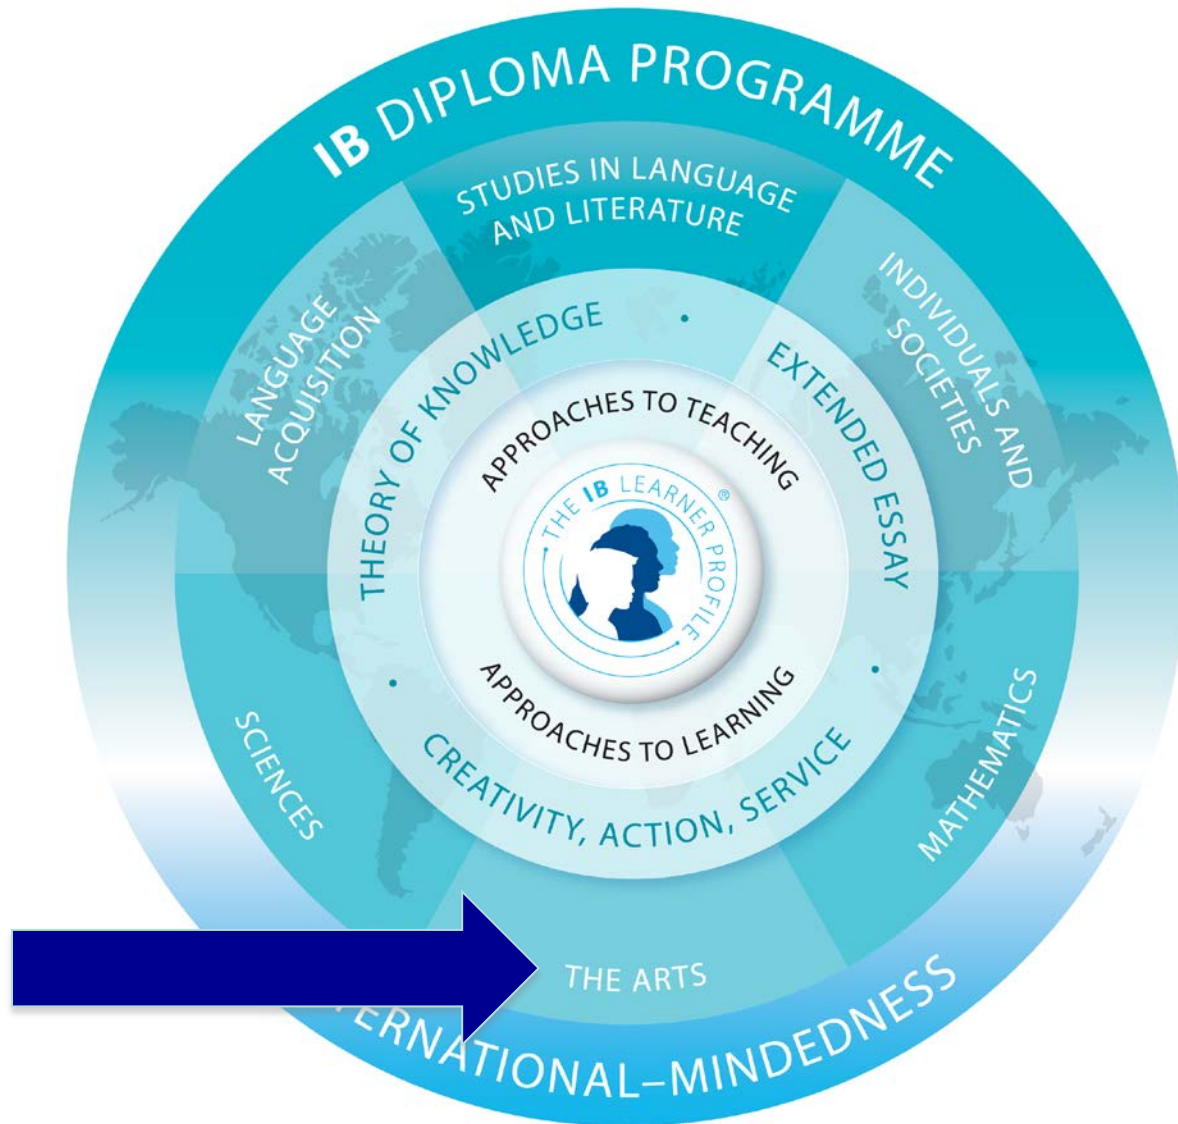 IB DIPLOMA PROGRAMME
STUDIES IN LANGUAGE
AND LITERATURE
LANGUAGE
ACQUISITION
INDIVIDUALS AND
SOCIETIES
THEORY OF KNOWLEDGE ·
EXTENDED ESSAY ·
APPROACHES TO TEACHING
THE IB LEARNER PROFILE ®
APPROACHES TO LEARNING
CREATIVITY, ACTION, SERVICE ·
SCIENCES
MATHEMATICS
THE ARTS
TERNATIONAL–MINDEDNESS